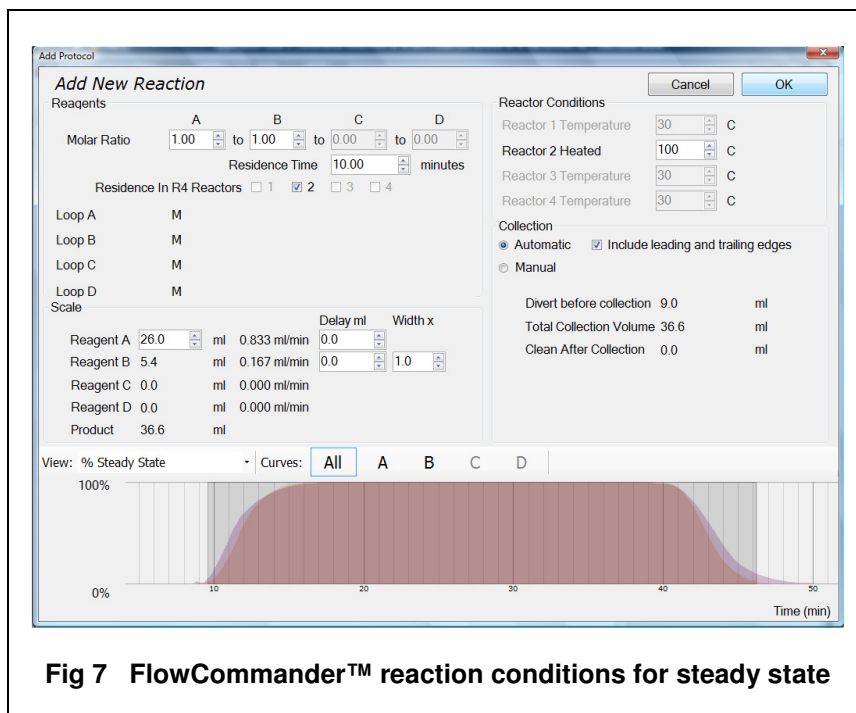 Add Protocol
Add New Reaction
Cancel OK
Reagents
A B C D
Molar Ratio 1.00 to 1.00 to 0.00 to 0.00
Residence Time 10.00 minutes
Residence In R4 Reactors 1 2 3 4
Loop A M
Loop B M
Loop C M
Loop D M
Scale
Delay ml Width x
Reagent A 26.0 ml 0.833 ml/min 0.0
Reagent B 5.4 ml 0.167 ml/min 0.0 1.0
Reagent C 0.0 ml 0.000 ml/min
Reagent D 0.0 ml 0.000 ml/min
Product 36.6 ml
Reactor Conditions
Reactor 1 Temperature 30 C
Reactor 2 Heated 100 C
Reactor 3 Temperature 30 C
Reactor 4 Temperature 30 C
Collection
Automatic Include leading and trailing edges
Manual
Divert before collection 9.0 ml
Total Collection Volume 36.6 ml
Clean After Collection 0.0 ml
View: % Steady State Curves: All A B C D
100%
0%
10 20 30 40 50
Time (min)
Fig 7 FlowCommander™ reaction conditions for steady state